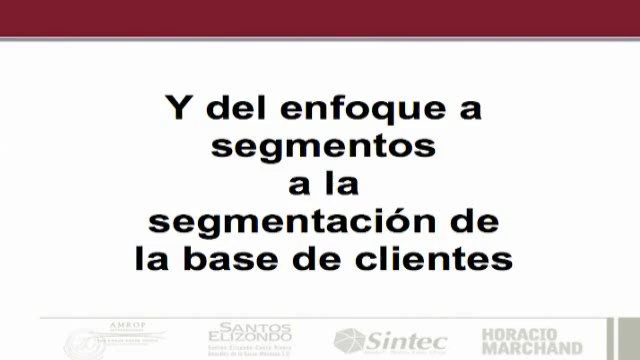 Y del enfoque a
segmentos
a la
segmentación de
la base de clientes
AMROP
SANTOS
ELIZONDO
Sintec
HORACIO
MARCHAND